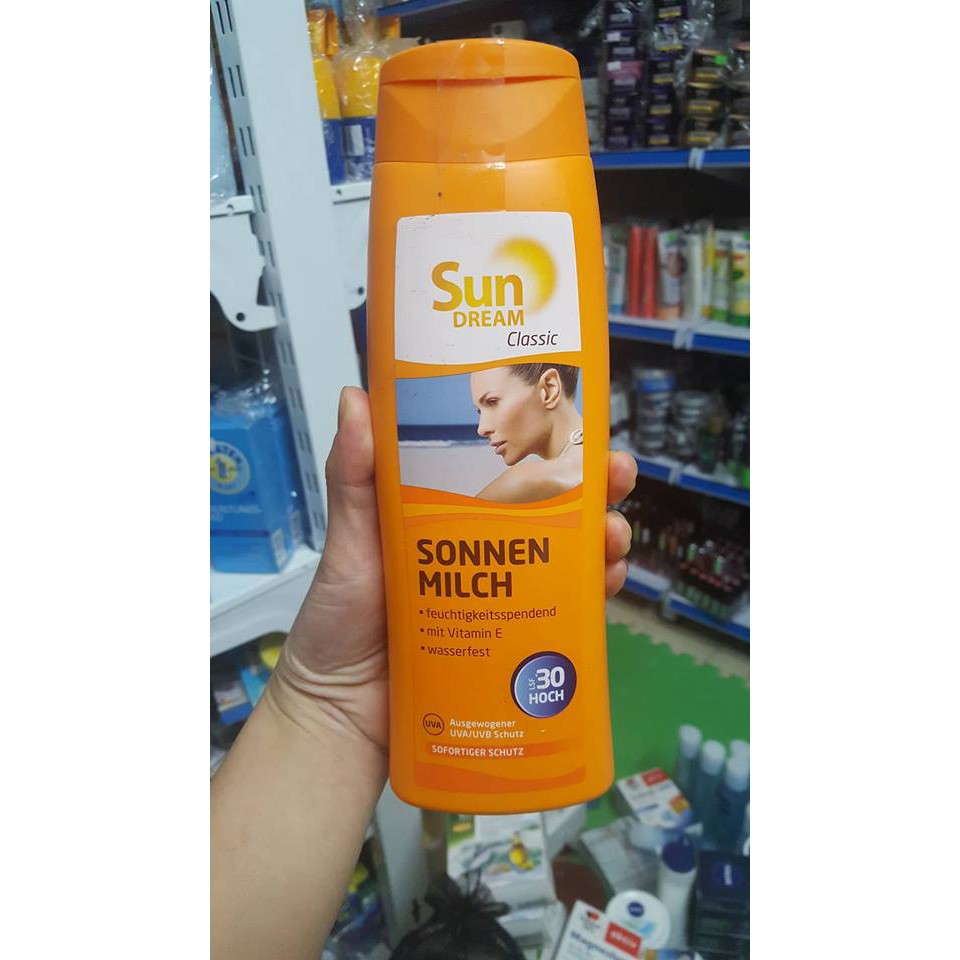 Sun
DREAM
Classic
SONNEN
MILCH
• feuchtigkeitsspendend
• mit Vitamin E
• wasserfest
LSF 30
HOCH
UVA
Ausgewogener
UVA/UVB Schutz
SOFORTIGER SCHUTZ
NIVEA